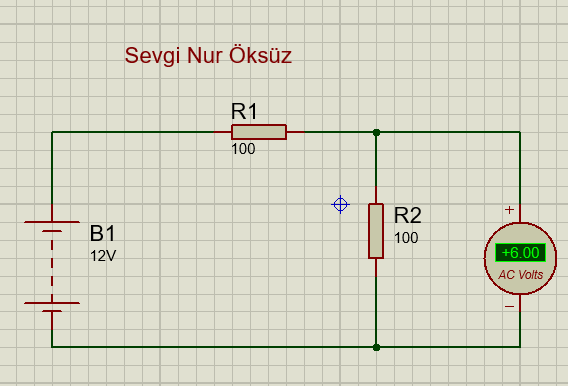 Sevgi Nur Öksüz
R1
100
B1
12V
R2
100
+
+6.00
AC Volts
−